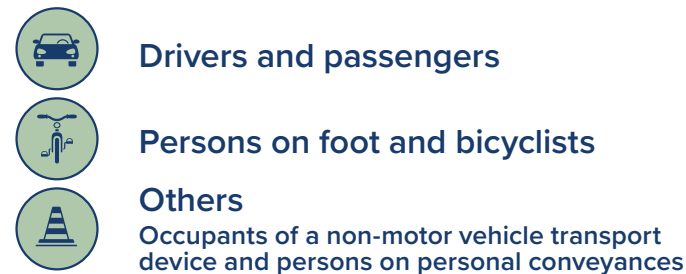 Drivers and passengers
Persons on foot and bicyclists
Others
Occupants of a non-motor vehicle transport
device and persons on personal conveyances